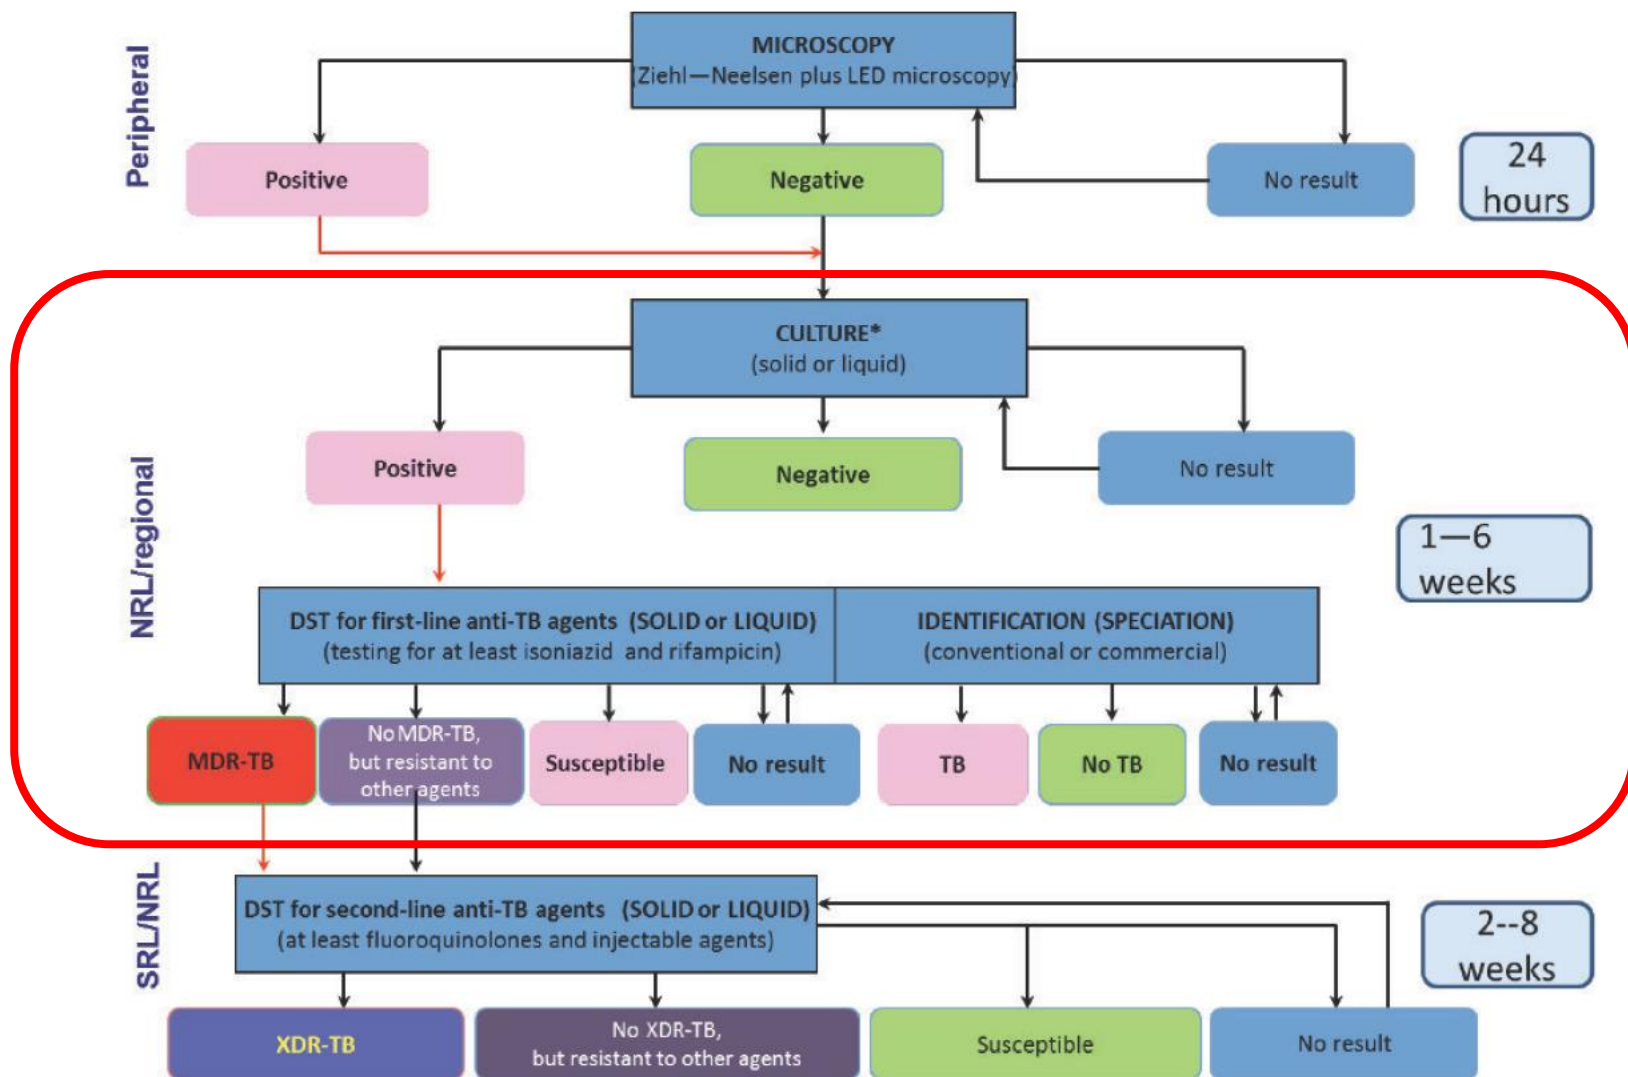 Peripheral
MICROSCOPY
(Ziehl—Neelsen plus LED microscopy)
Positive
Negative
No result
24
hours
NRL/regional
CULTURE*
(solid or liquid)
Positive
Negative
No result
1—6
weeks
DST for first-line anti-TB agents (SOLID or LIQUID)
(testing for at least isoniazid and rifampicin)
IDENTIFICATION (SPECIATION)
(conventional or commercial)
MDR-TB
No MDR-TB,
but resistant to
other agents
Susceptible
No result
TB
No TB
No result
SRL/NRL
DST for second-line anti-TB agents (SOLID or LIQUID)
(at least fluoroquinolones and injectable agents)
2--8
weeks
XDR-TB
No XDR-TB,
but resistant to other agents
Susceptible
No result